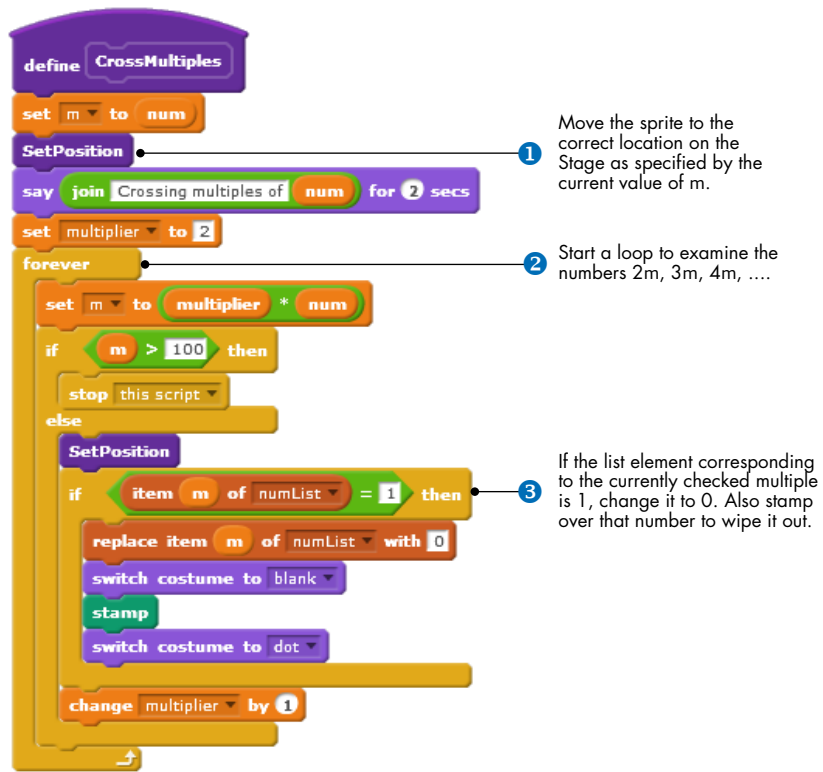 define CrossMultiples
set m to num
SetPosition
say join Crossing multiples of num for 2 secs
set multiplier to 2
forever
set m to multiplier * num
if m > 100 then
stop this script
else
SetPosition
if item m of numList = 1 then
replace item m of numList with 0
switch costume to blank
stamp
switch costume to dot
change multiplier by 1
1
Move the sprite to the
correct location on the
Stage as specified by the
current value of m.
2
Start a loop to examine the
numbers 2m, 3m, 4m, ....
3
If the list element corresponding
to the currently checked multiple
is 1, change it to 0. Also stamp
over that number to wipe it out.